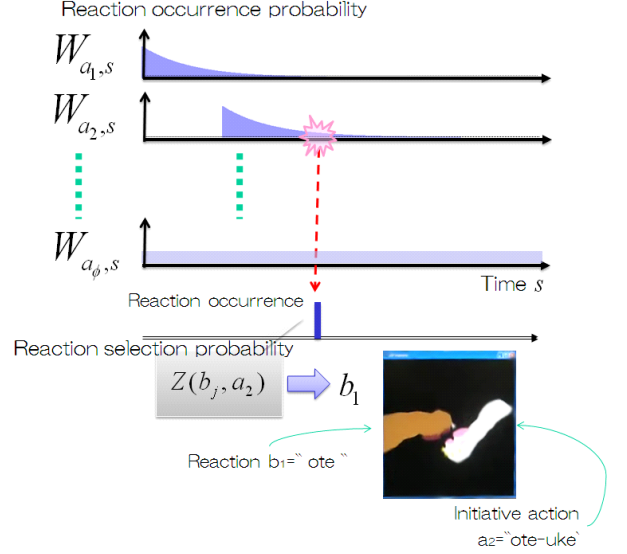 Reaction occurrence probability
W a₁,s
W a₂,s
W aϕ,s
Time s
Reaction occurrence
Reaction selection probability
Z(bⱼ, a₂)
b₁
Reaction b1=“ ote “
Initiative action
a2=“ote-uke‘